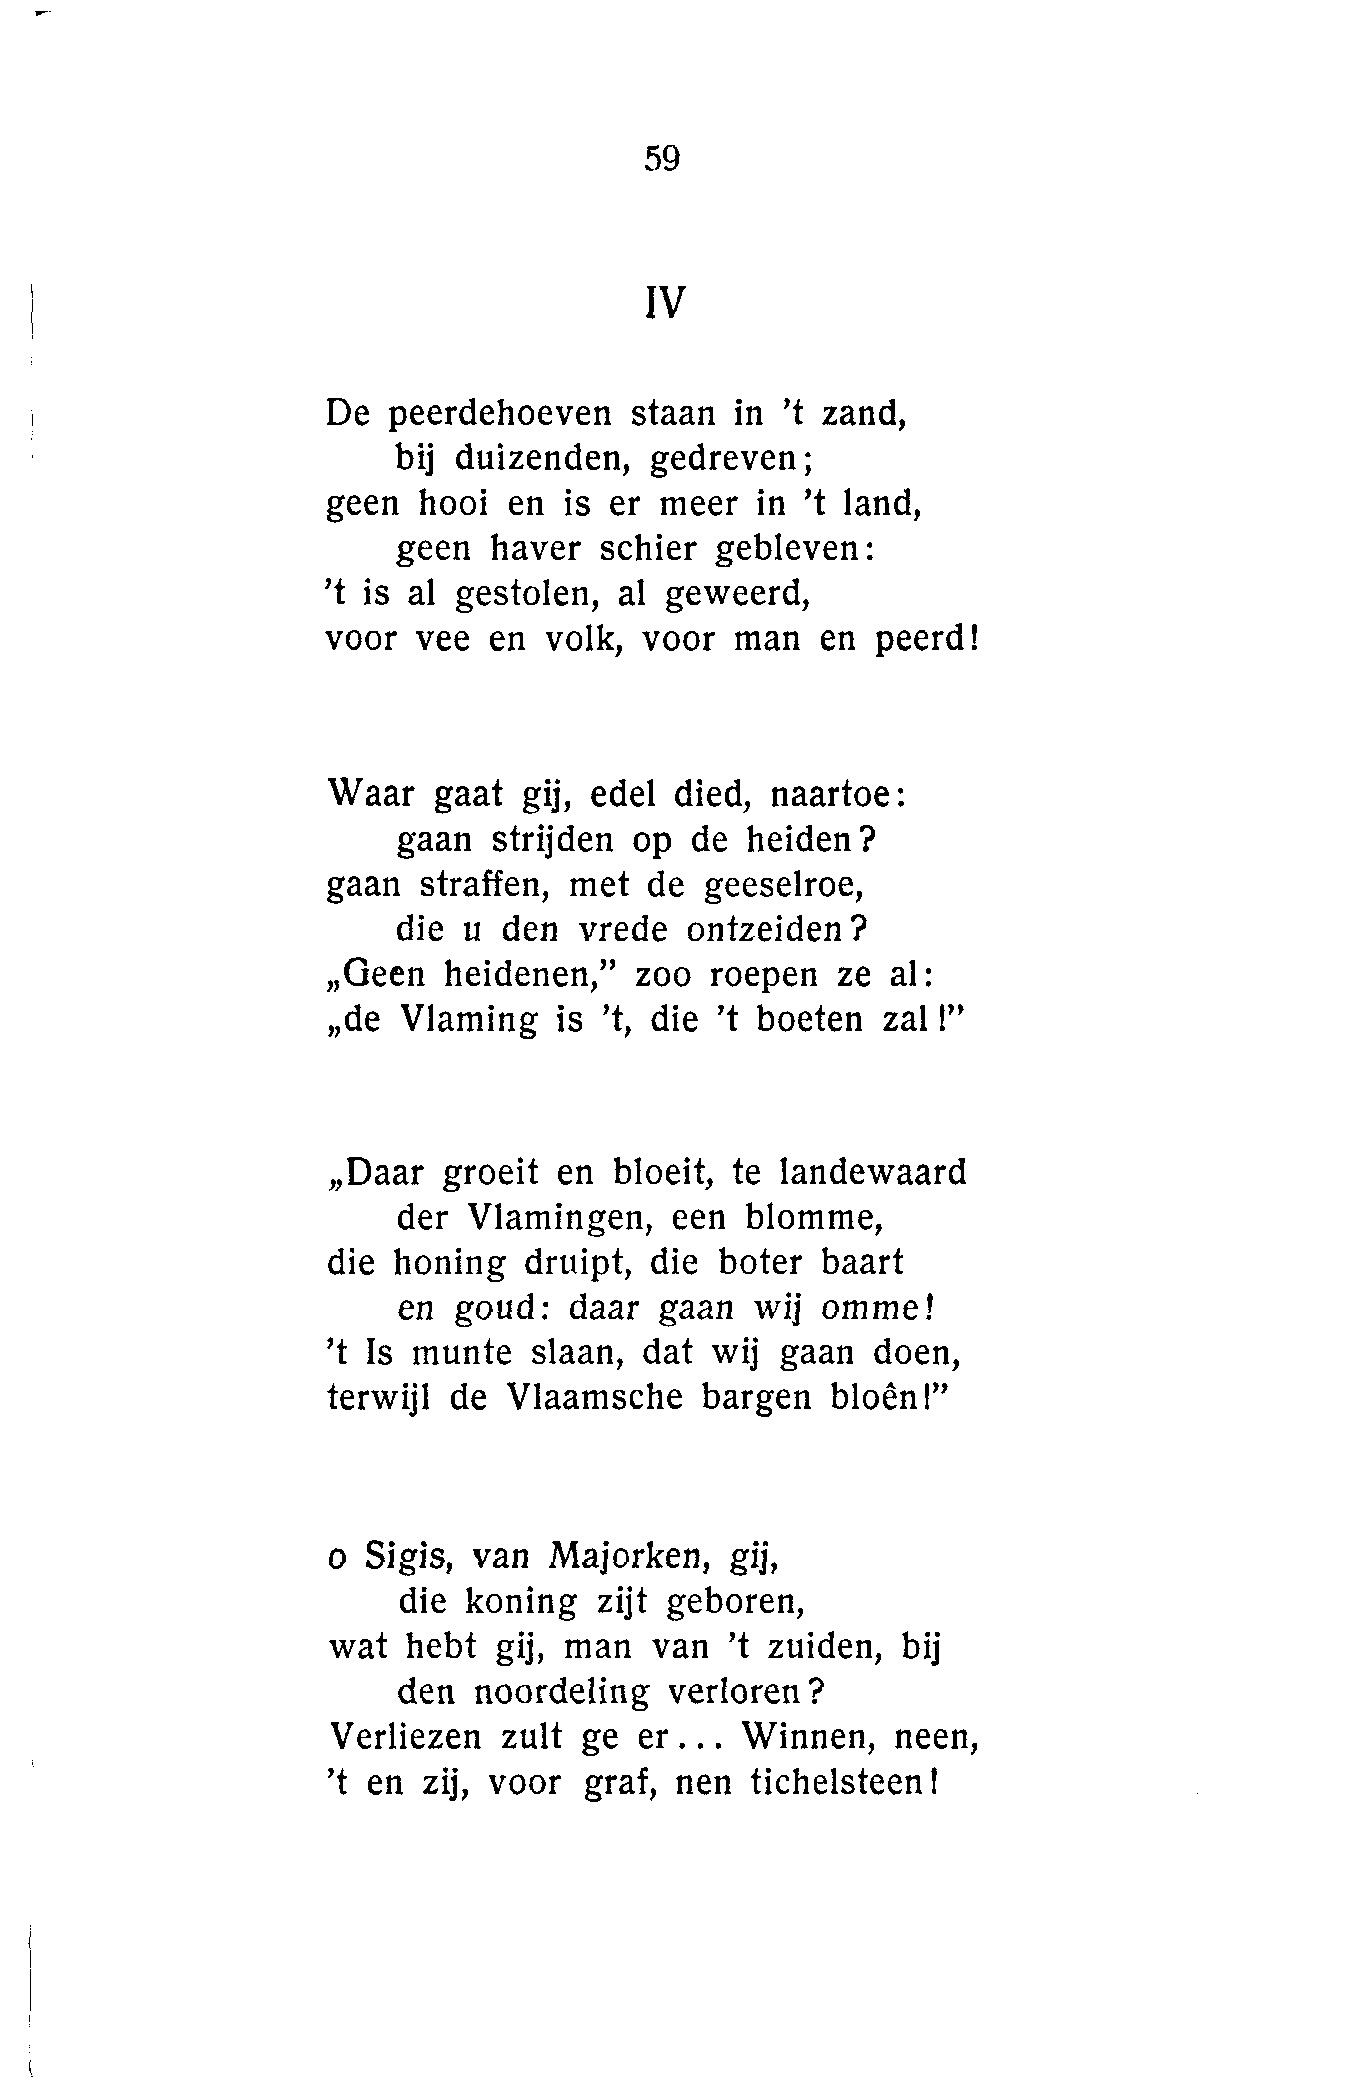 59
IV
De peerdehoeven staan in 't zand,
bij duizenden, gedreven;
geen hooi en is er meer in 't land,
geen haver schier gebleven:
't is al gestolen, al geweerd,
voor vee en volk, voor man en peerd!
Waar gaat gij, edel died, naartoe:
gaan strijden op de heiden?
gaan straffen, met de geeselroe,
die u den vrede ontzeiden?
„Geen heidenen,” zoo roepen ze al:
„de Vlaming is 't, die 't boeten zal!”
„Daar groeit en bloeit, te landewaard
der Vlamingen, een blomme,
die honing druipt, die boter baart
en goud: daar gaan wij omme!
't Is munte slaan, dat wij gaan doen,
terwijl de Vlaamsche bargen bloên!”
o Sigis, van Majorken, gij,
die koning zijt geboren,
wat hebt gij, man van 't zuiden, bij
den noordeling verloren?
Verliezen zult ge er... Winnen, neen,
't en zij, voor graf, nen tichelsteen!